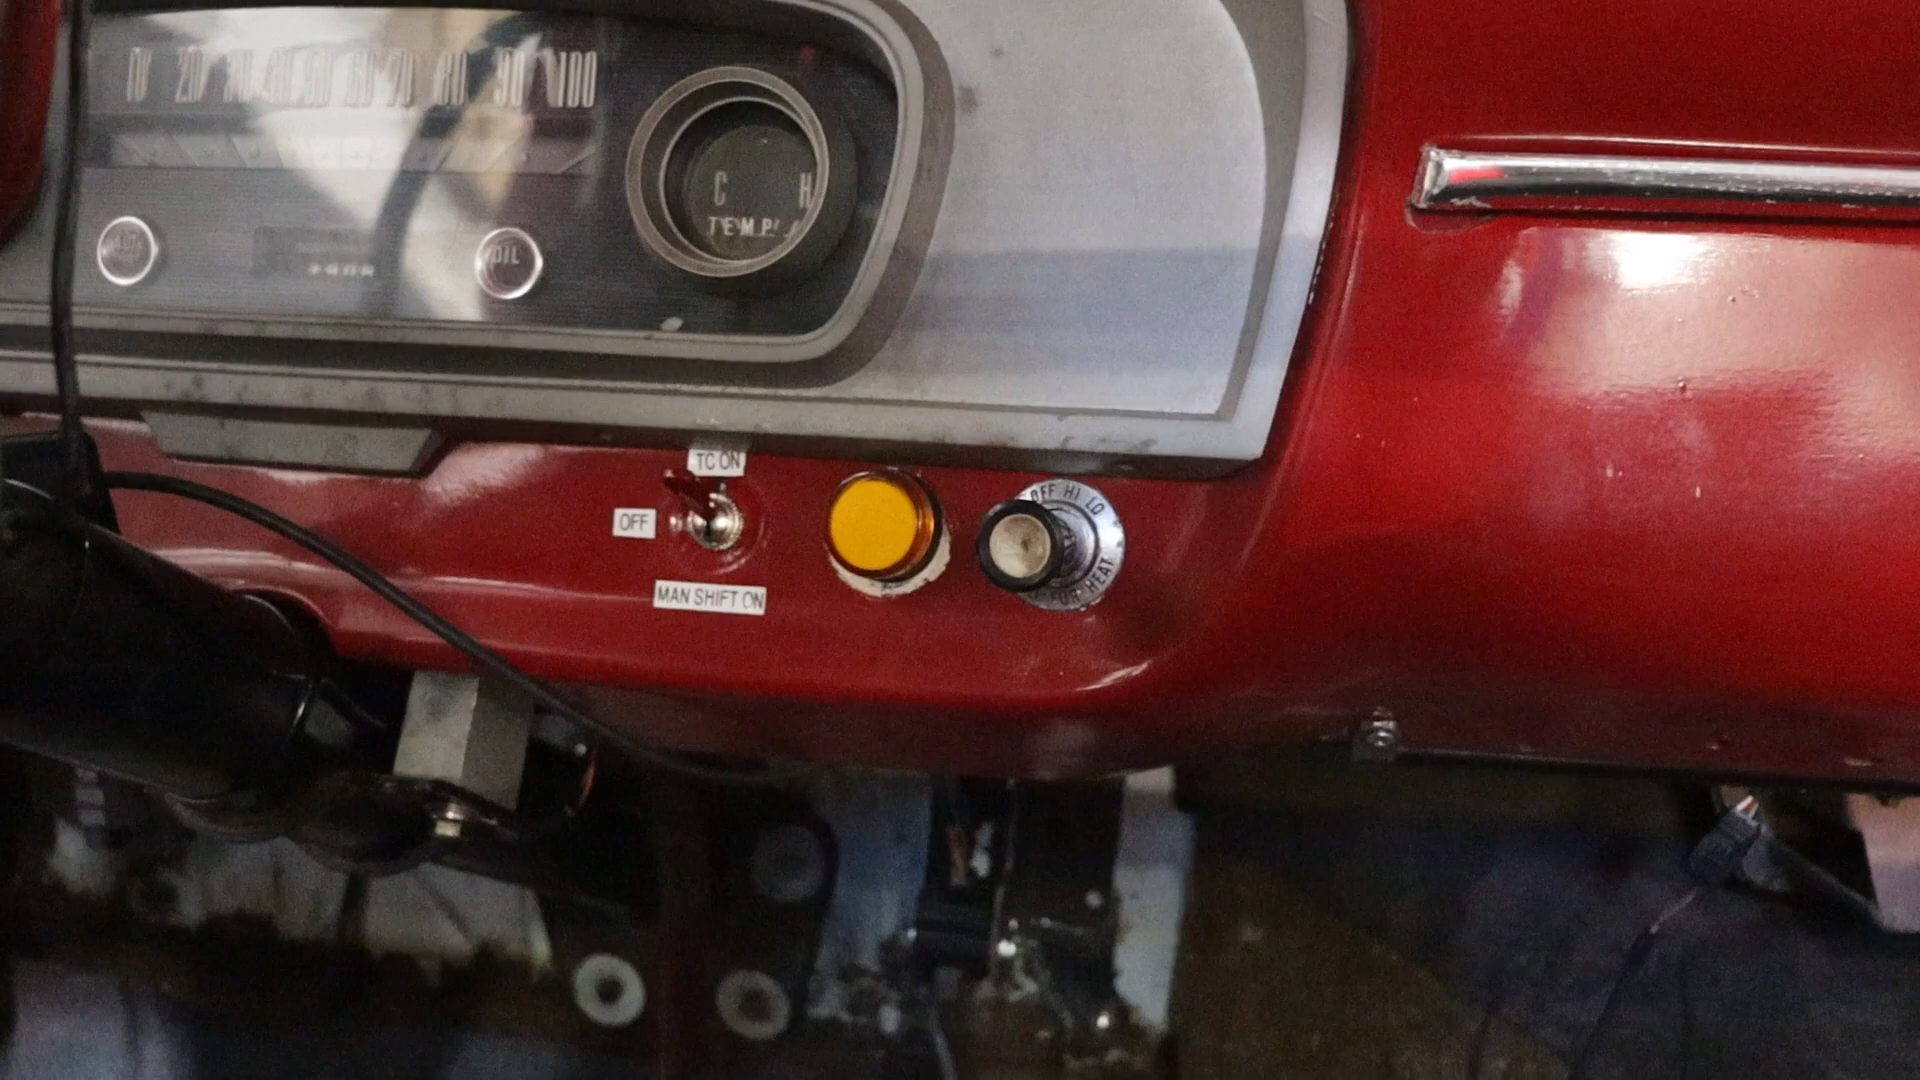 10 20 30 40 50 60 70 80 90 100
C H
TEMP
OIL
TC ON
OFF
MAN SHIFT ON
OFF HI LO
FOR HEAT